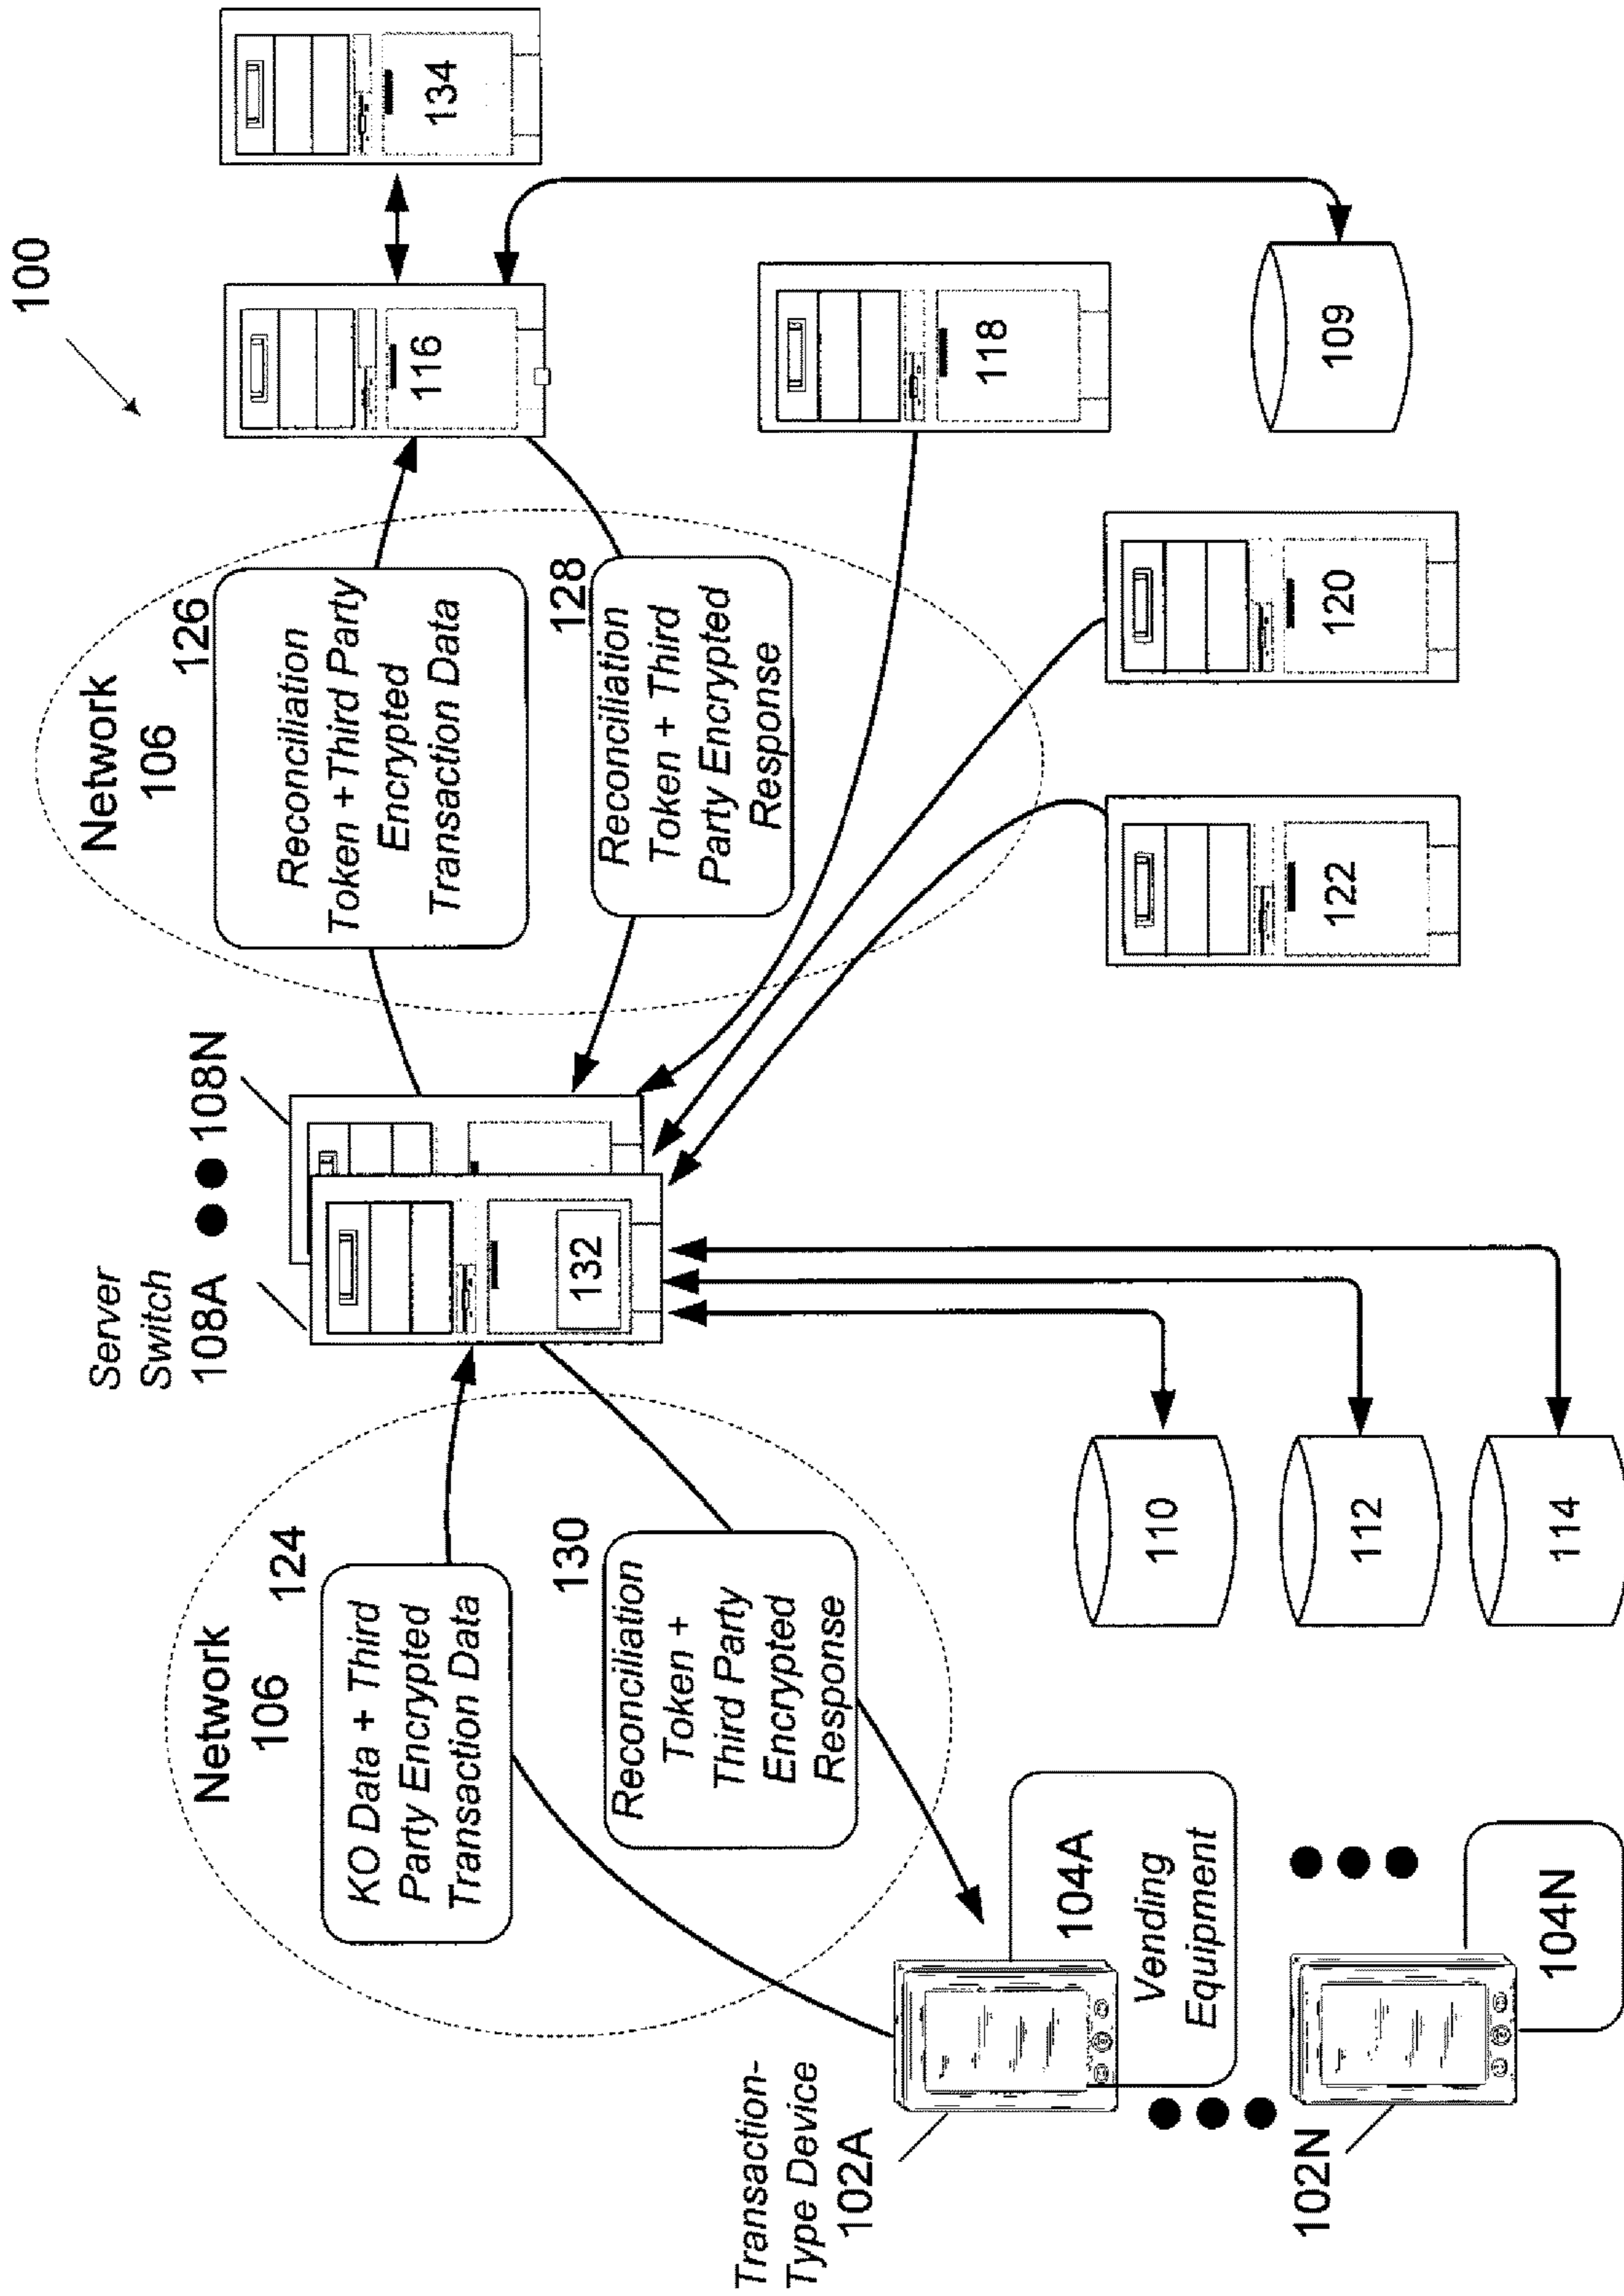 100
Network
106
126
Reconciliation
Token +Third Party
Encrypted
Transaction Data
128
Reconciliation
Token + Third
Party Encrypted
Response
116
134
118
109
120
122
Server
Switch
108A
108N
132
Network
106
124
KO Data + Third
Party Encrypted
Transaction Data
130
Reconciliation
Token +
Third Party
Encrypted
Response
110
112
114
Transaction-
Type Device
102A
104A
Vending
Equipment
102N
104N